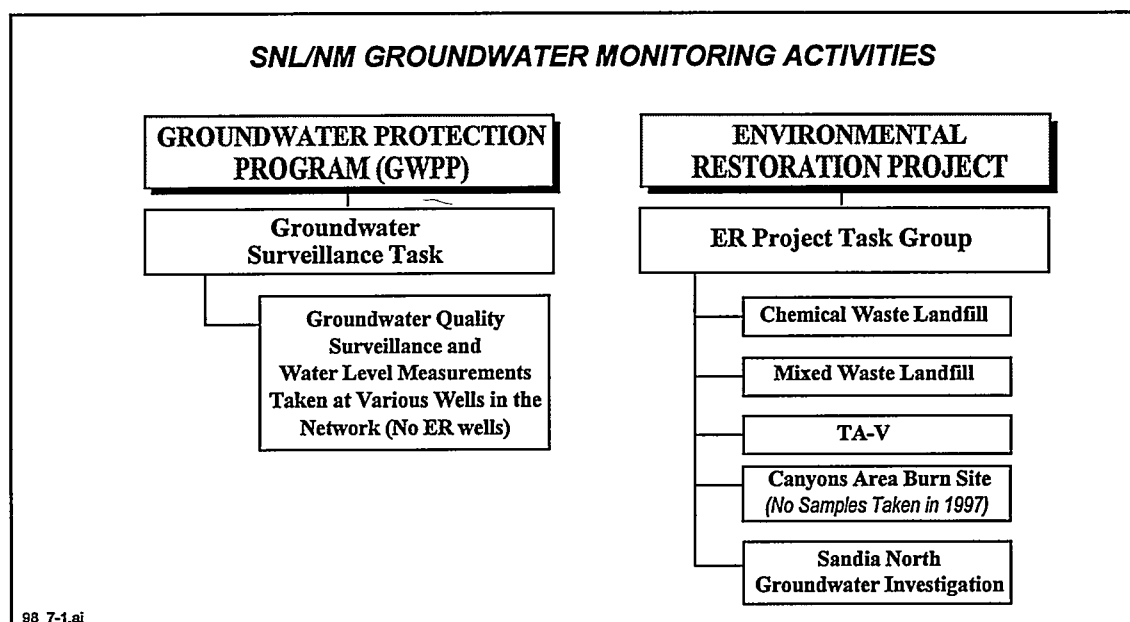 SNL/NM GROUNDWATER MONITORING ACTIVITIES
GROUNDWATER PROTECTION
PROGRAM (GWPP)
Groundwater
Surveillance Task
Groundwater Quality
Surveillance and
Water Level Measurements
Taken at Various Wells in the
Network (No ER wells)
ENVIRONMENTAL
RESTORATION PROJECT
ER Project Task Group
Chemical Waste Landfill
Mixed Waste Landfill
TA-V
Canyons Area Burn Site
(No Samples Taken in 1997)
Sandia North
Groundwater Investigation
98_7-1.ai